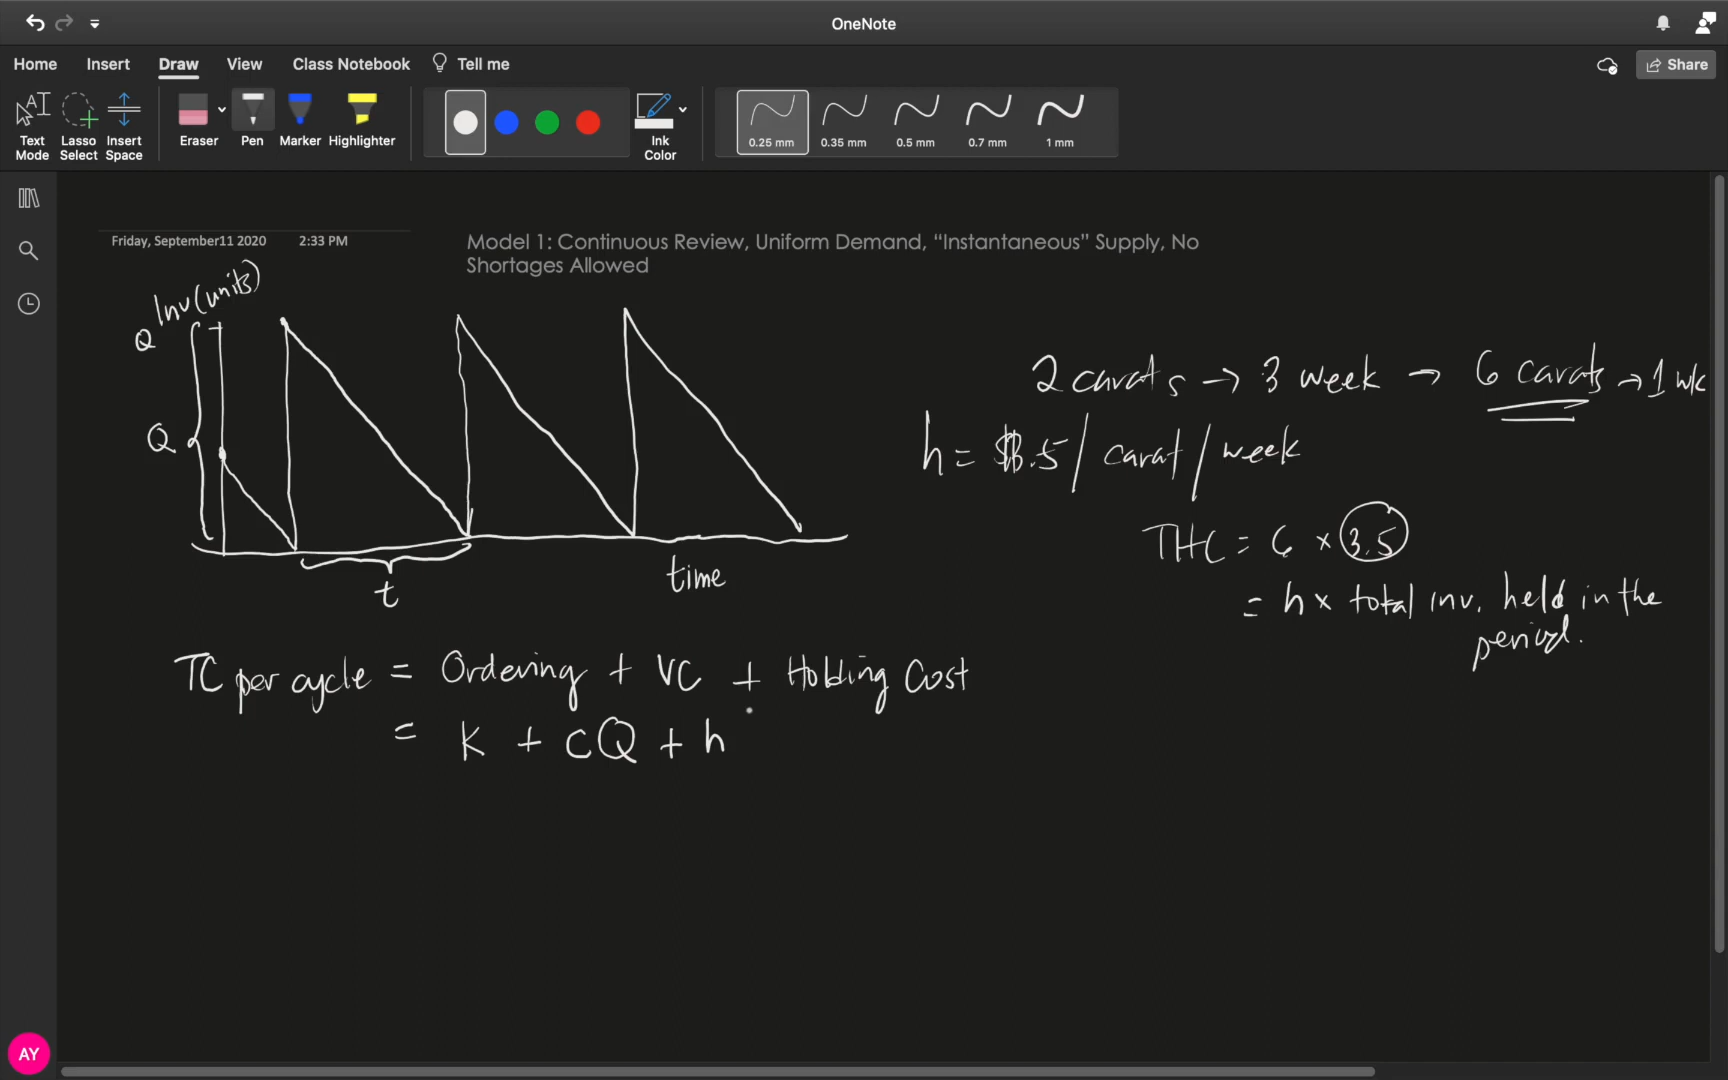 OneNote
Home Insert Draw View Class Notebook Tell me Share
Text Mode
Lasso Select
Insert Space
Eraser
Pen
Marker
Highlighter
Ink Color
0.25 mm
0.35 mm
0.5 mm
0.7 mm
1 mm
Friday, September11 2020 2:33 PM
Model 1: Continuous Review, Uniform Demand, “Instantaneous” Supply, No
Shortages Allowed
Inv(units)
Q
Q
t
time
2 carats → 3 week → 6 carats → 1 wk
h = $3.5/ carat / week
THC = 6 × 3.5
= h × total inv. held in the
period.
TC per cycle = Ordering + VC + Holding Cost
= K + CQ + h
AY